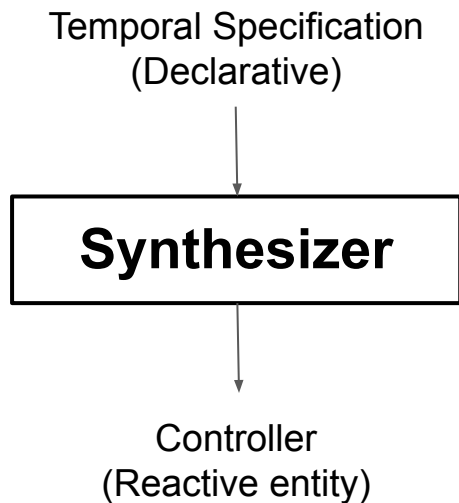 Temporal Specification
(Declarative)
Synthesizer
Controller
(Reactive entity)